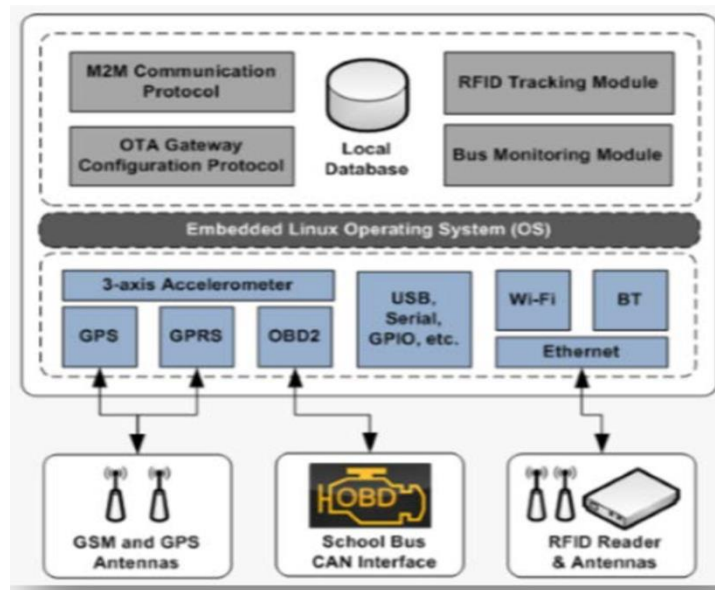 M2M Communication
Protocol
OTA Gateway
Configuration Protocol
Local
Database
RFID Tracking Module
Bus Monitoring Module
Embedded Linux Operating System (OS)
3-axis Accelerometer
GPS
GPRS
OBD2
USB,
Serial,
GPIO, etc.
Wi-Fi
BT
Ethernet
GSM and GPS
Antennas
OBD
School Bus
CAN Interface
RFID Reader
& Antennas